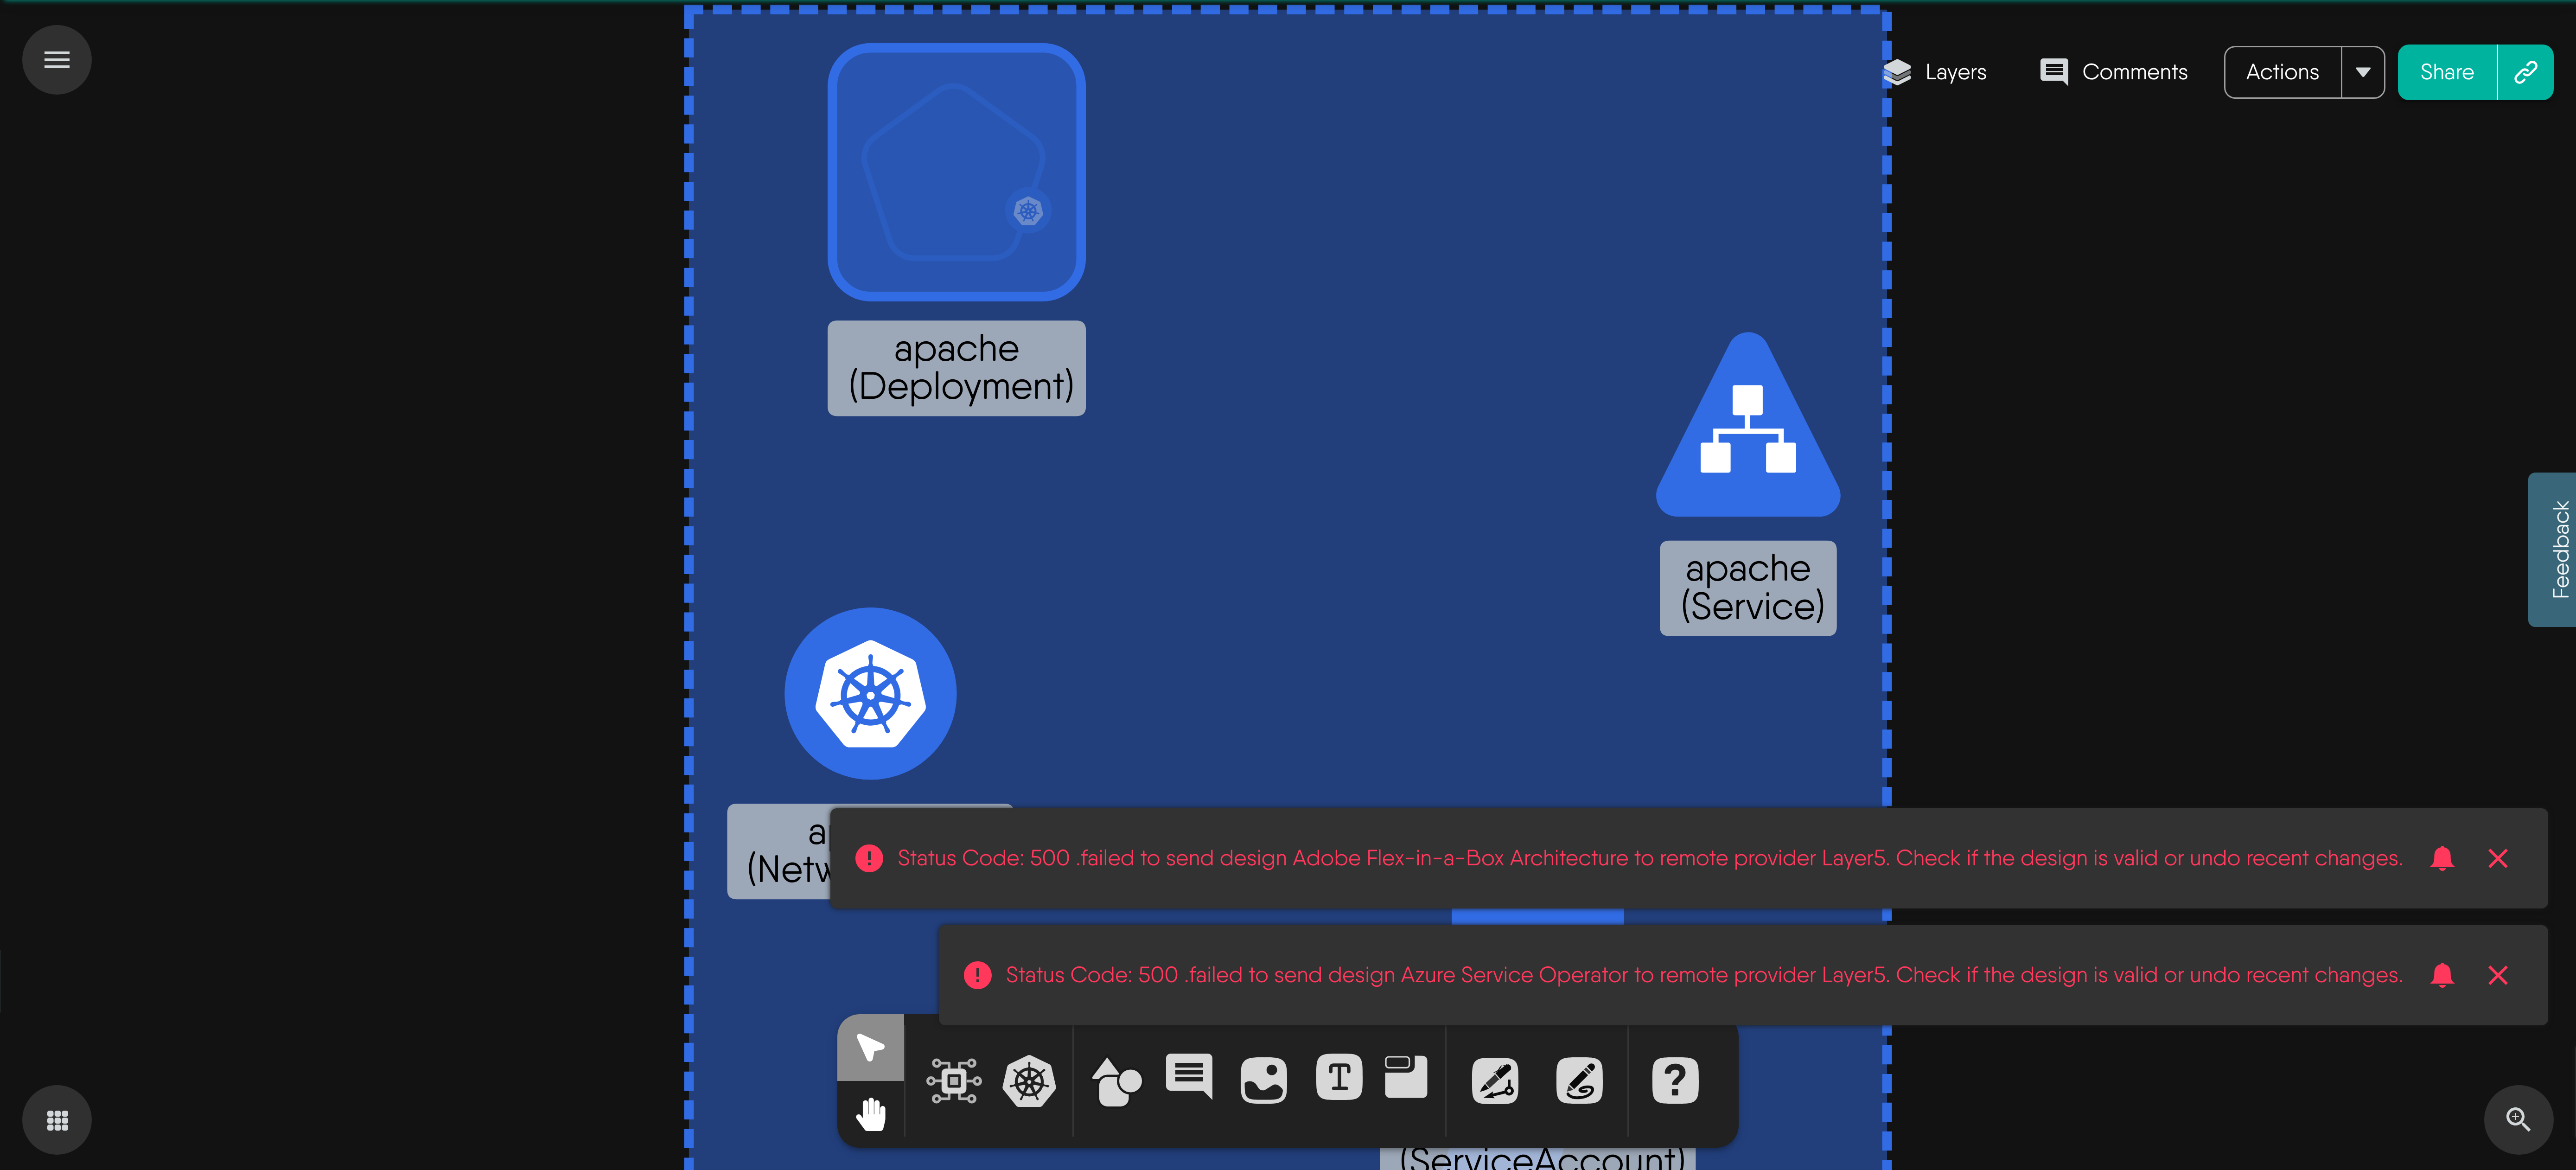 Layers
Comments
Actions
Share
apache
(Deployment)
apache
(Service)
Feedback
Status Code: 500 .failed to send design Adobe Flex-in-a-Box Architecture to remote provider Layer5. Check if the design is valid or undo recent changes.
Status Code: 500 .failed to send design Azure Service Operator to remote provider Layer5. Check if the design is valid or undo recent changes.
T
?
(ServiceAccount)